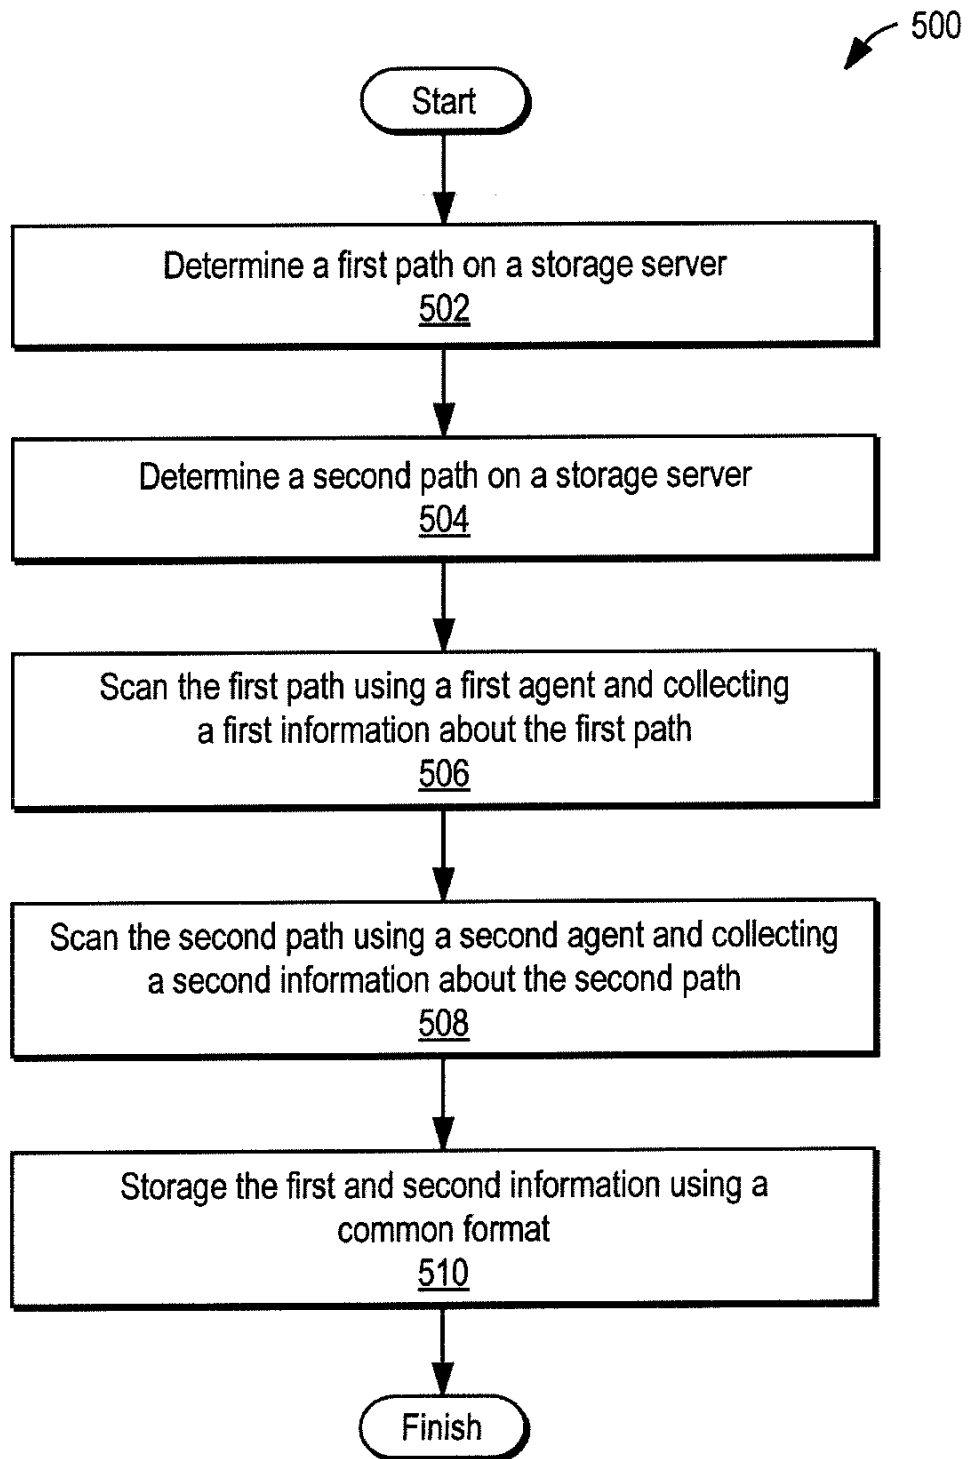 500
Start
Determine a first path on a storage server
502
Determine a second path on a storage server
504
Scan the first path using a first agent and collecting
a first information about the first path
506
Scan the second path using a second agent and collecting
a second information about the second path
508
Storage the first and second information using a
common format
510
Finish